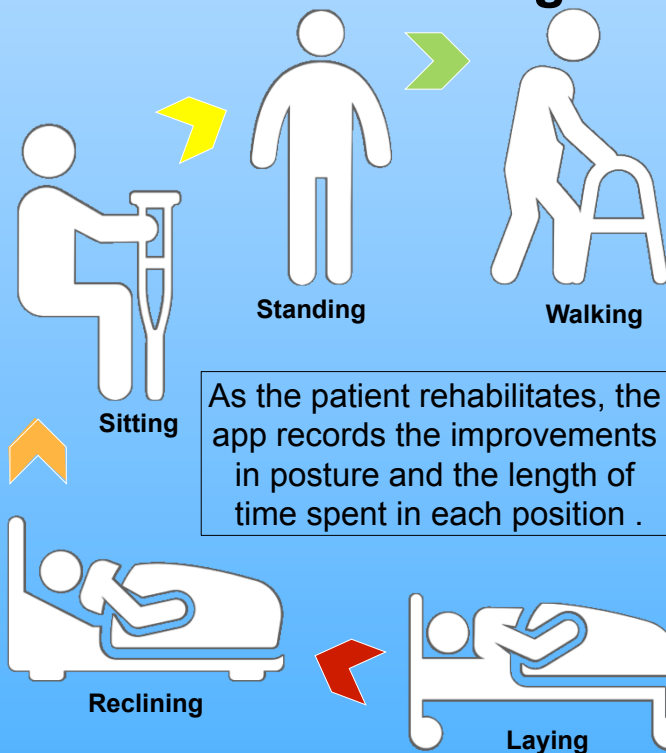 Standing
Walking
Sitting
As the patient rehabilitates, the
app records the improvements
in posture and the length of
time spent in each position .
Reclining
Laying